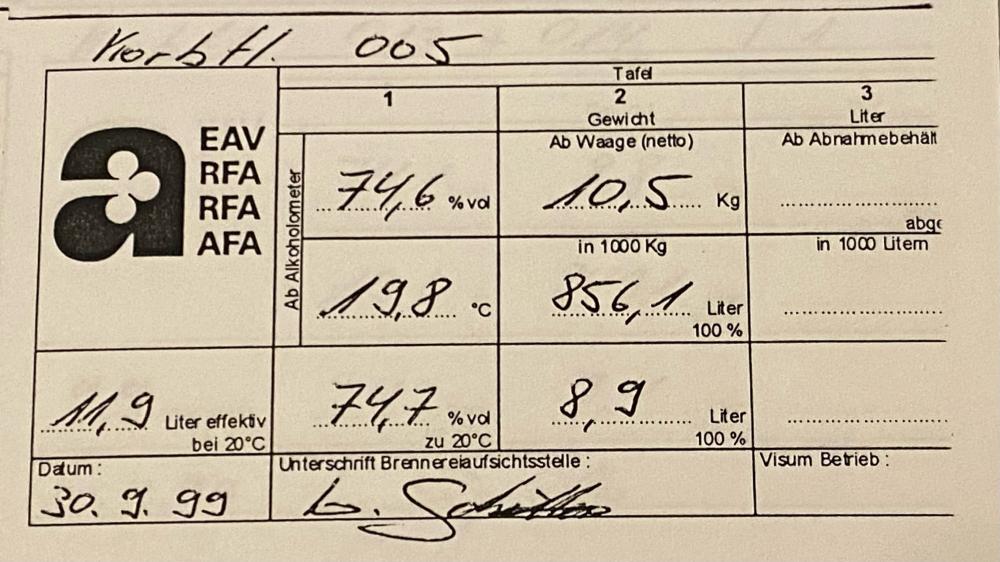 Korbfl. 005
Tafel
1 2 3
Gewicht Liter
EAV
RFA
RFA
AFA
Ab Alkoholometer
74,6 % vol
Ab Waage (netto)
10,5 Kg
Ab Abnahmebehält
abge
19,8 °C
in 1000 Kg
856,1 Liter
100 %
in 1000 Litern
11,9 Liter effektiv
bei 20°C
74,7 % vol
zu 20°C
8,9 Liter
100 %
Datum :
30. 9. 99
Unterschrift Brennereiaufsichtsstelle :
Visum Betrieb :